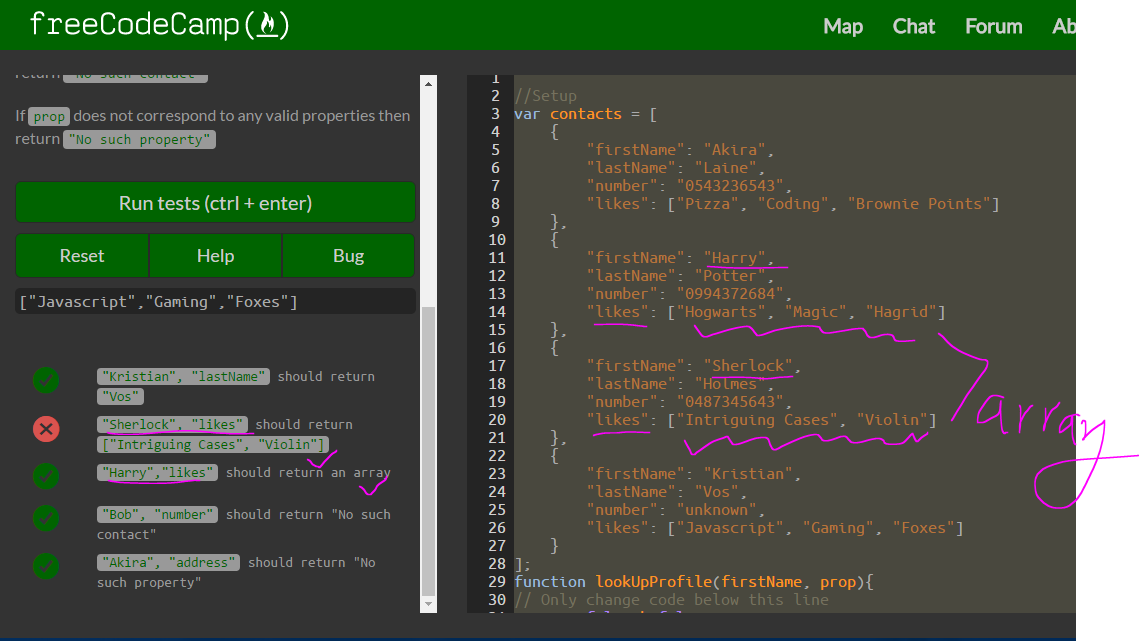 freeCodeCamp(🔥)
Map Chat Forum Ab
return "No such contact"
If prop does not correspond to any valid properties then
return "No such property"
Run tests (ctrl + enter)
Reset Help Bug
["Javascript","Gaming","Foxes"]
"Kristian", "lastName" should return
"Vos"
"Sherlock", "likes" should return
["Intriguing Cases", "Violin"]
"Harry","likes" should return an array
"Bob", "number" should return "No such
contact"
"Akira", "address" should return "No
such property"
1
2 //Setup
3 var contacts = [
4 {
5 "firstName": "Akira",
6 "lastName": "Laine",
7 "number": "0543236543",
8 "likes": ["Pizza", "Coding", "Brownie Points"]
9 },
10 {
11 "firstName": "Harry",
12 "lastName": "Potter",
13 "number": "0994372684",
14 "likes": ["Hogwarts", "Magic", "Hagrid"]
15 },
16 {
17 "firstName": "Sherlock",
18 "lastName": "Holmes",
19 "number": "0487345643",
20 "likes": ["Intriguing Cases", "Violin"]
21 },
22 {
23 "firstName": "Kristian",
24 "lastName": "Vos",
25 "number": "unknown",
26 "likes": ["Javascript", "Gaming", "Foxes"]
27 }
28 ];
29 function lookUpProfile(firstName, prop){
30 // Only change code below this line
array